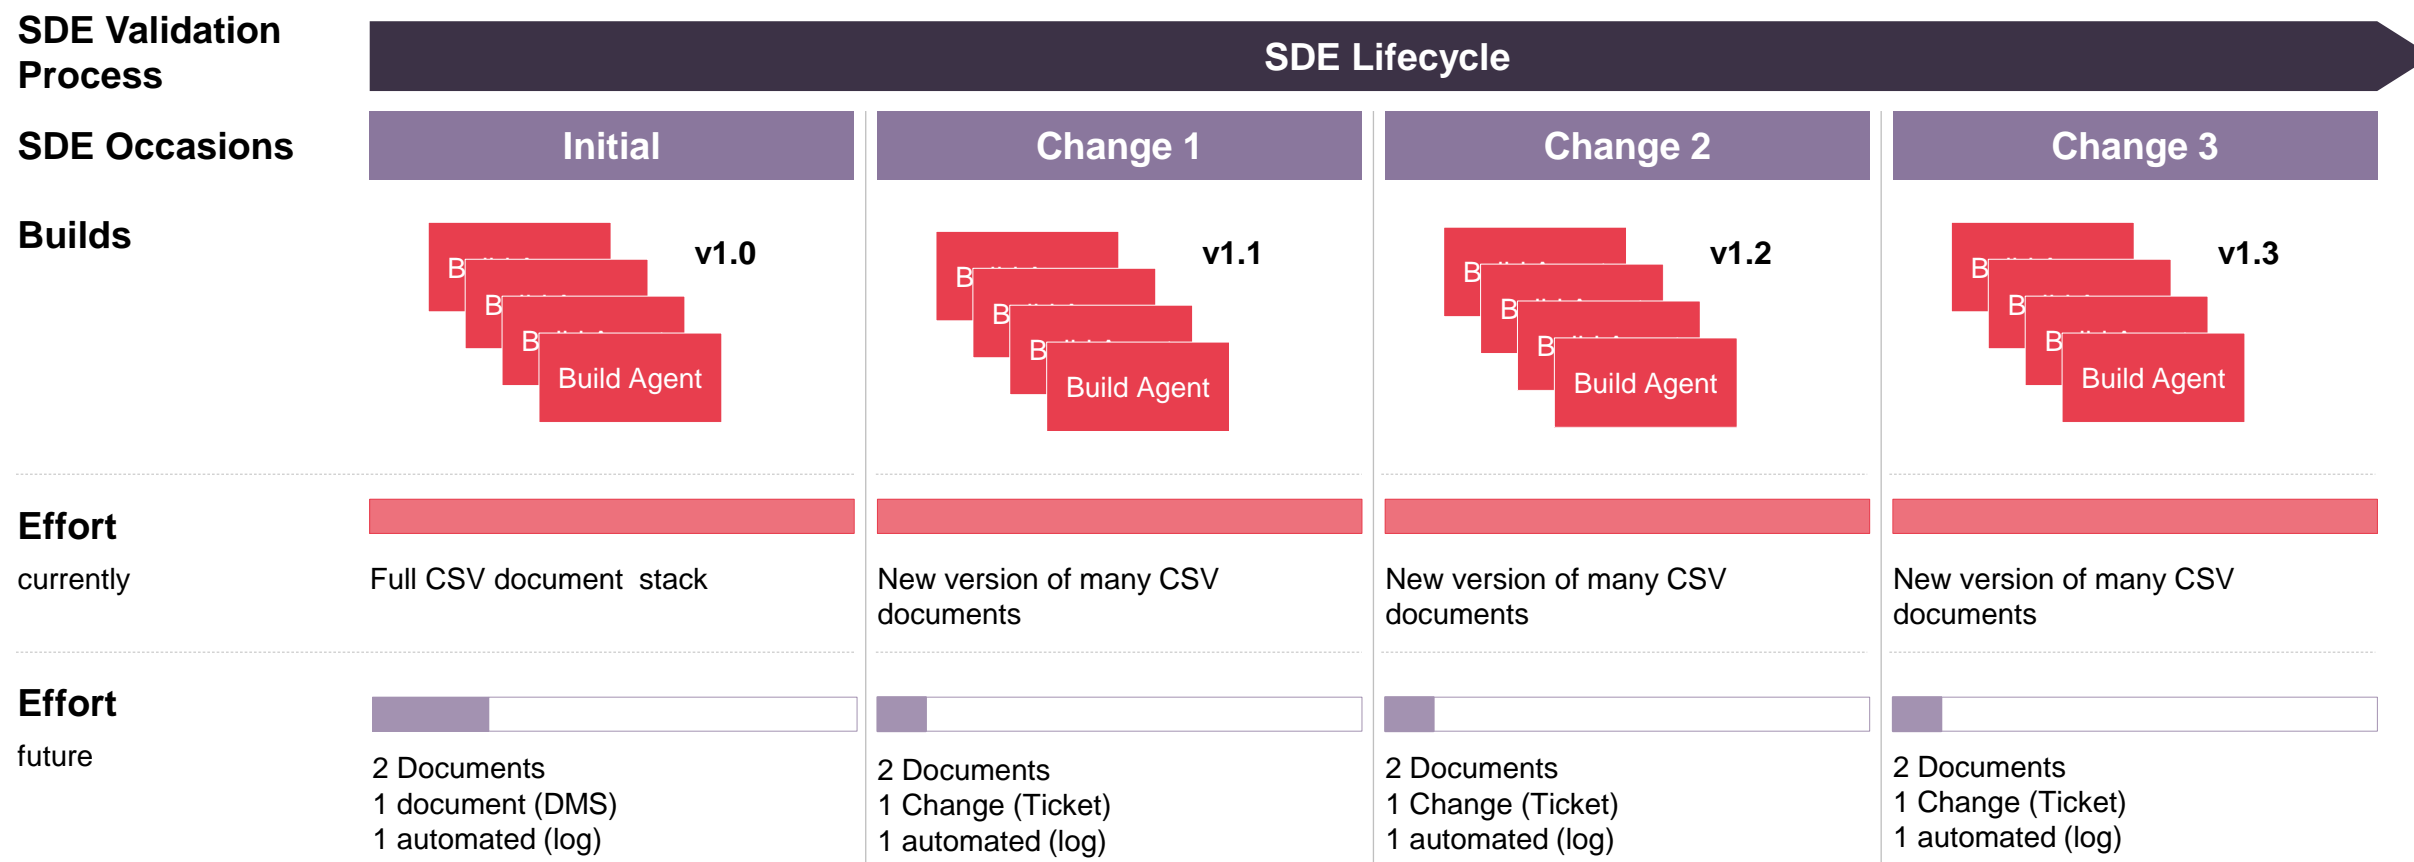 SDE Validation
Process
SDE Lifecycle
SDE Occasions
Initial
Change 1
Change 2
Change 3
Builds
v1.0
Build Agent
v1.1
Build Agent
v1.2
Build Agent
v1.3
Build Agent
Effort
currently
Full CSV document stack
New version of many CSV
documents
New version of many CSV
documents
New version of many CSV
documents
Effort
future
2 Documents
1 document (DMS)
1 automated (log)
2 Documents
1 Change (Ticket)
1 automated (log)
2 Documents
1 Change (Ticket)
1 automated (log)
2 Documents
1 Change (Ticket)
1 automated (log)